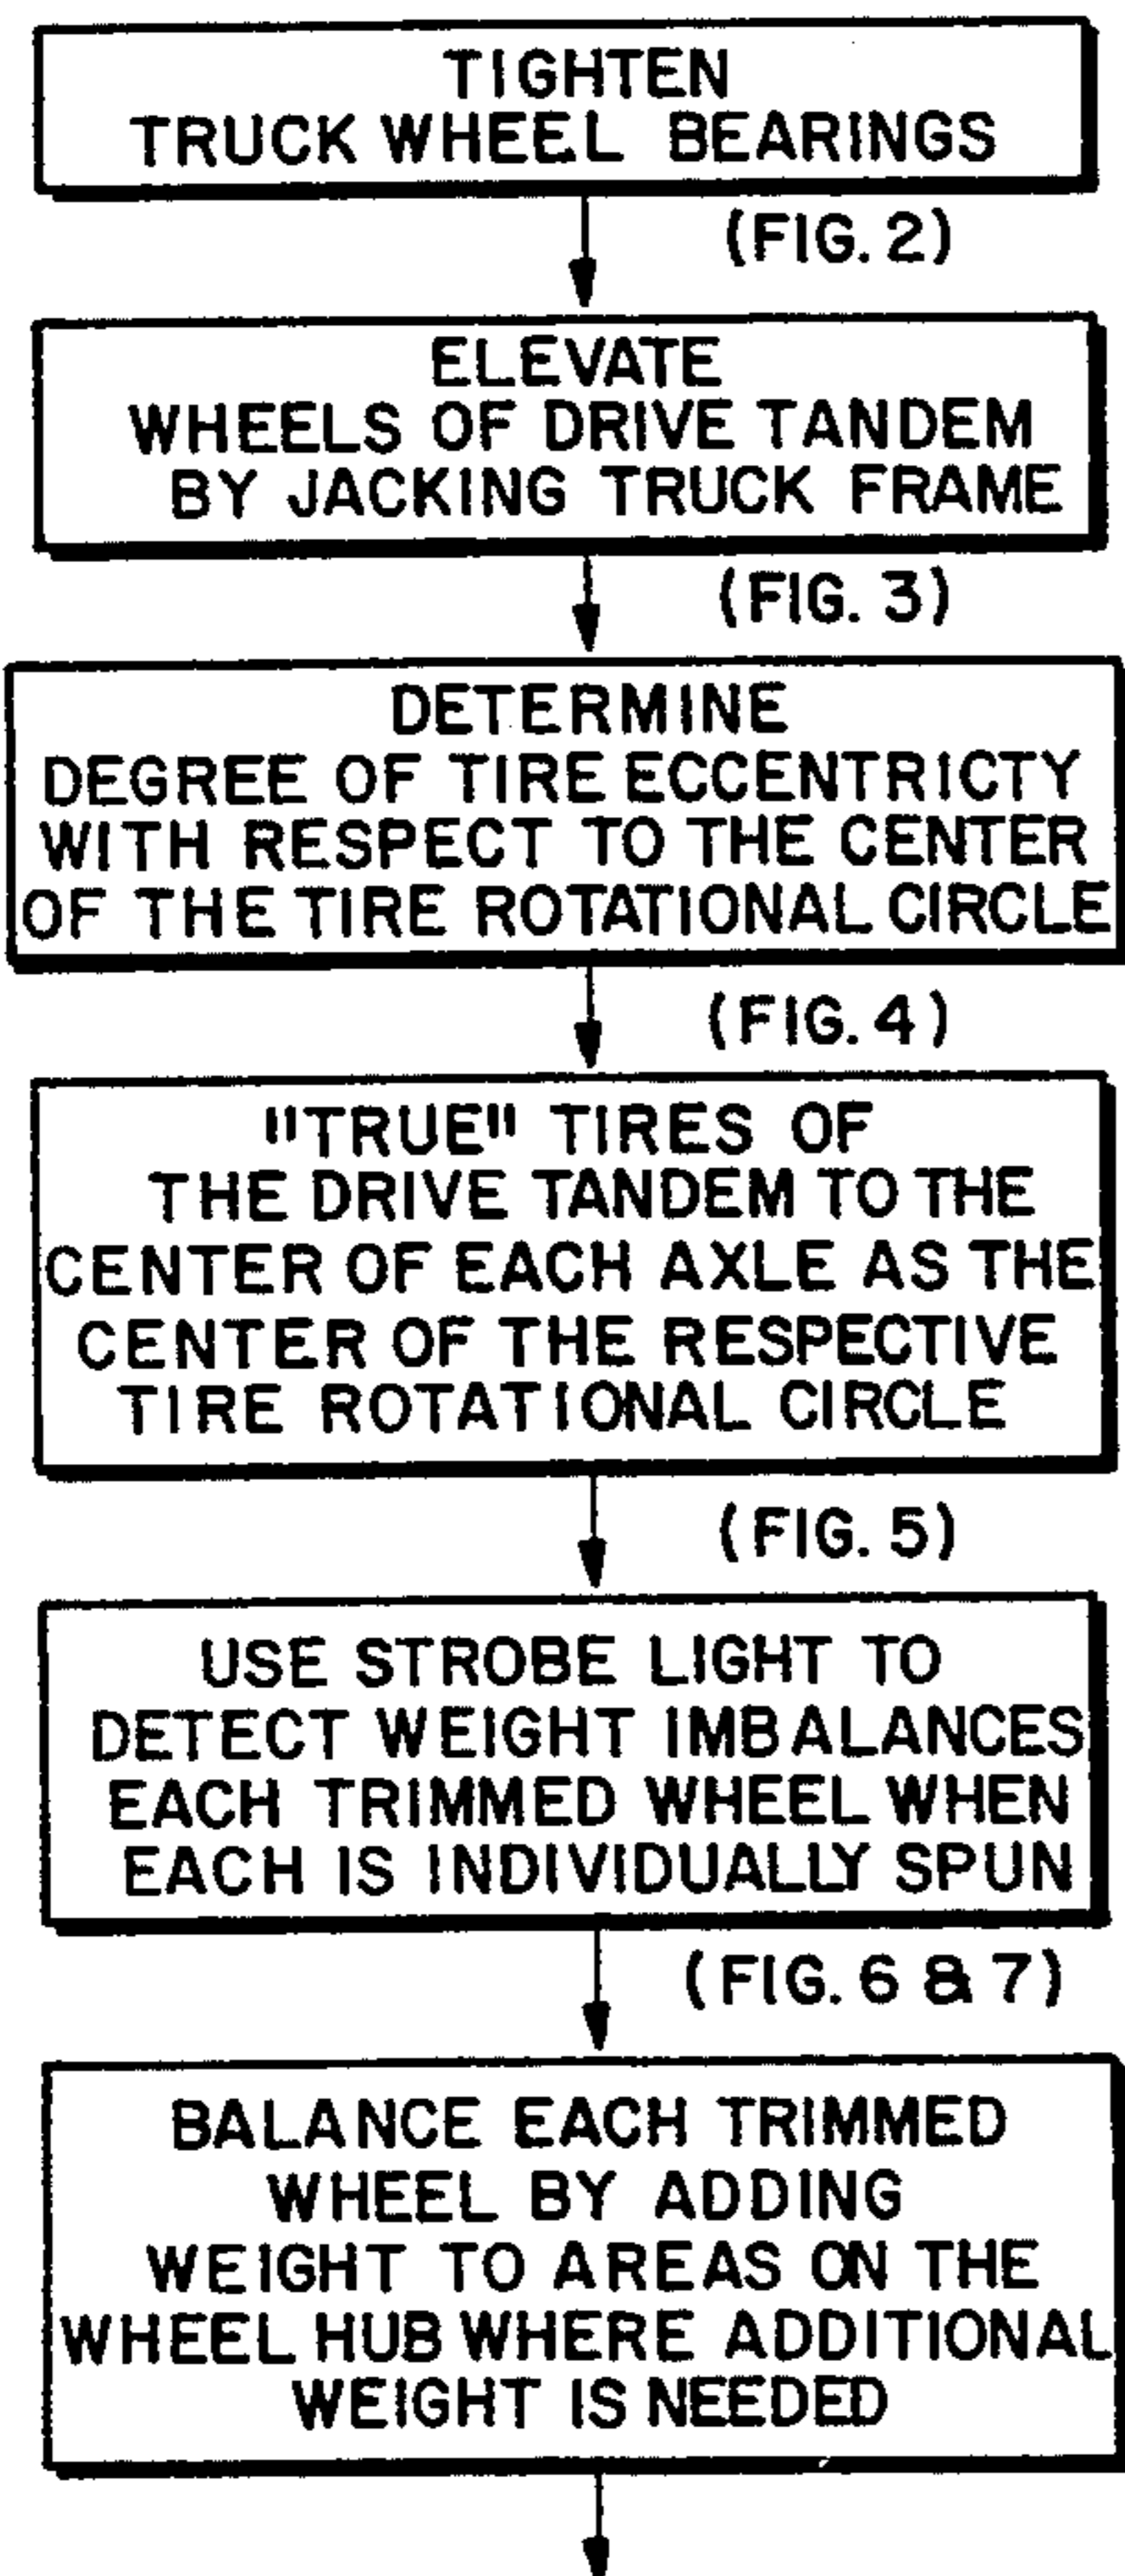 TIGHTEN
TRUCK WHEEL BEARINGS
(FIG. 2)
ELEVATE
WHEELS OF DRIVE TANDEM
BY JACKING TRUCK FRAME
(FIG. 3)
DETERMINE
DEGREE OF TIRE ECCENTRICTY
WITH RESPECT TO THE CENTER
OF THE TIRE ROTATIONAL CIRCLE
(FIG. 4)
"TRUE" TIRES OF
THE DRIVE TANDEM TO THE
CENTER OF EACH AXLE AS THE
CENTER OF THE RESPECTIVE
TIRE ROTATIONAL CIRCLE
(FIG. 5)
USE STROBE LIGHT TO
DETECT WEIGHT IMBALANCES
EACH TRIMMED WHEEL WHEN
EACH IS INDIVIDUALLY SPUN
(FIG. 6 & 7)
BALANCE EACH TRIMMED
WHEEL BY ADDING
WEIGHT TO AREAS ON THE
WHEEL HUB WHERE ADDITIONAL
WEIGHT IS NEEDED